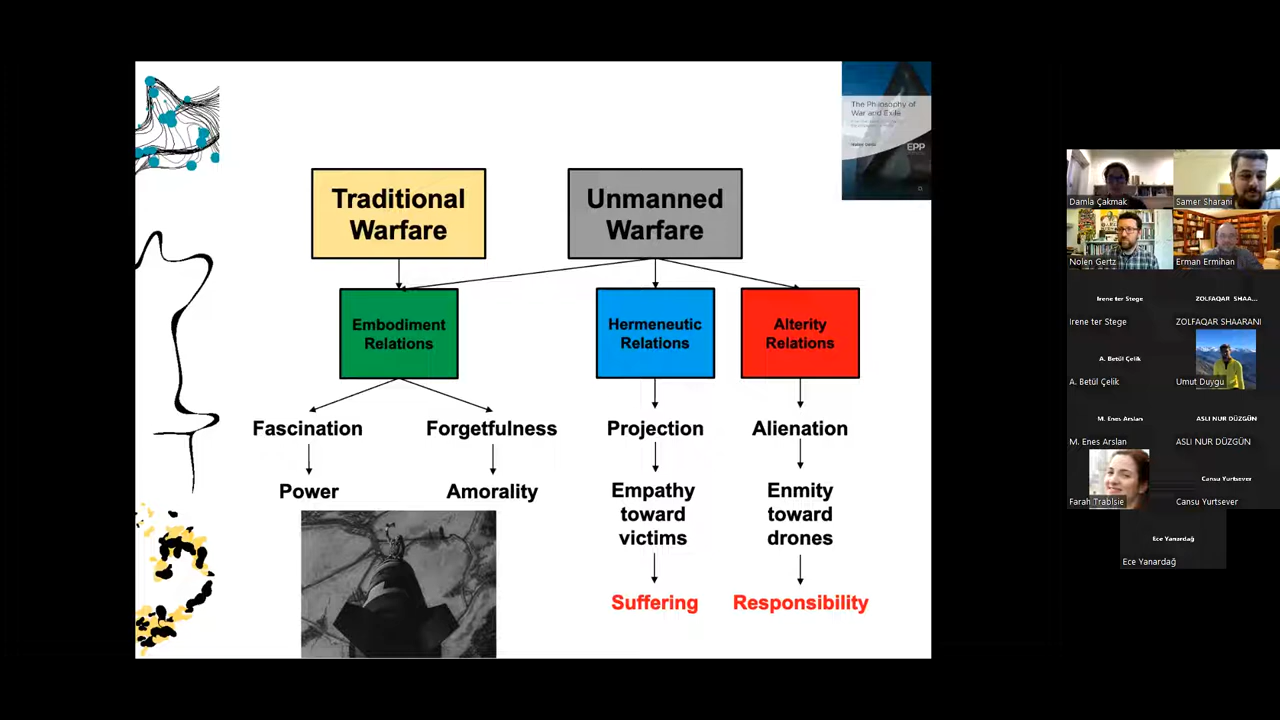 The Philosophy of
War and Exile
Nolen Gertz
EPP
Traditional
Warfare
Unmanned
Warfare
Embodiment
Relations
Hermeneutic
Relations
Alterity
Relations
Fascination
Forgetfulness
Projection
Alienation
Power
Amorality
Empathy
toward
victims
Enmity
toward
drones
Suffering
Responsibility
Damla Çakmak
Samer Sharani
Nolen Gertz
Erman Ermihan
Irene ter Stege
ZOLFAQAR SHAA...
Irene ter Stege
ZOLFAQAR SHAARANI
A. Betül Çelik
A. Betül Çelik
Umut Duygu
M. Enes Arslan
ASLI NUR DÜZGÜN
M. Enes Arslan
ASLI NUR DÜZGÜN
Cansu Yurtsever
Farah Trablsie
Cansu Yurtsever
Ece Yanardağ
Ece Yanardağ